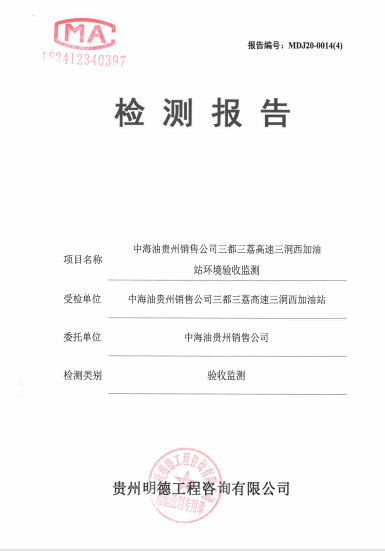 MA
162412340397
报告编号：MDJ20-0014(4)
检测报告
项目名称
中海油贵州销售公司三都三荔高速三洞西加油
站环境验收监测
受检单位
中海油贵州销售公司三都三荔高速三洞西加油站
委托单位
中海油贵州销售公司
检测类别
验收监测
贵州明德工程咨询有限公司